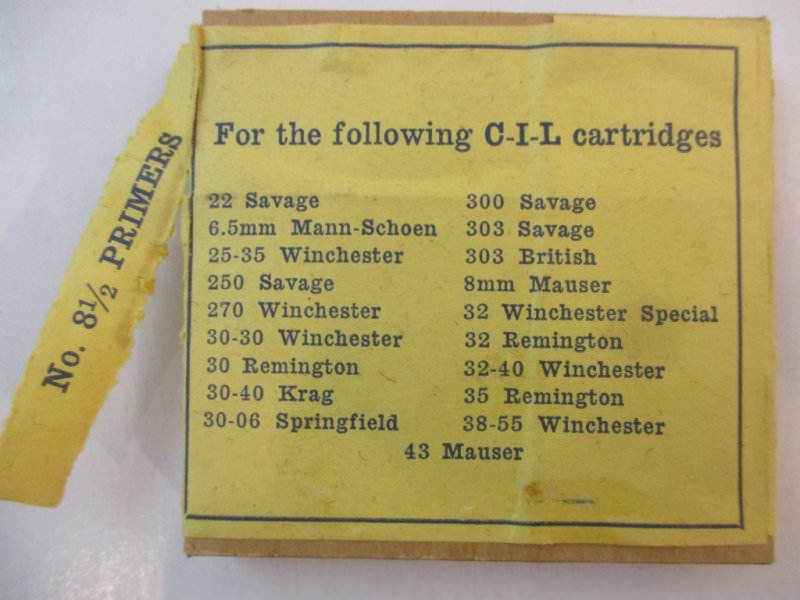 No. 8½ PRIMERS
For the following C-I-L cartridges
22 Savage
6.5mm Mann-Schoen
25-35 Winchester
250 Savage
270 Winchester
30-30 Winchester
30 Remington
30-40 Krag
30-06 Springfield
300 Savage
303 Savage
303 British
8mm Mauser
32 Winchester Special
32 Remington
32-40 Winchester
35 Remington
38-55 Winchester
43 Mauser